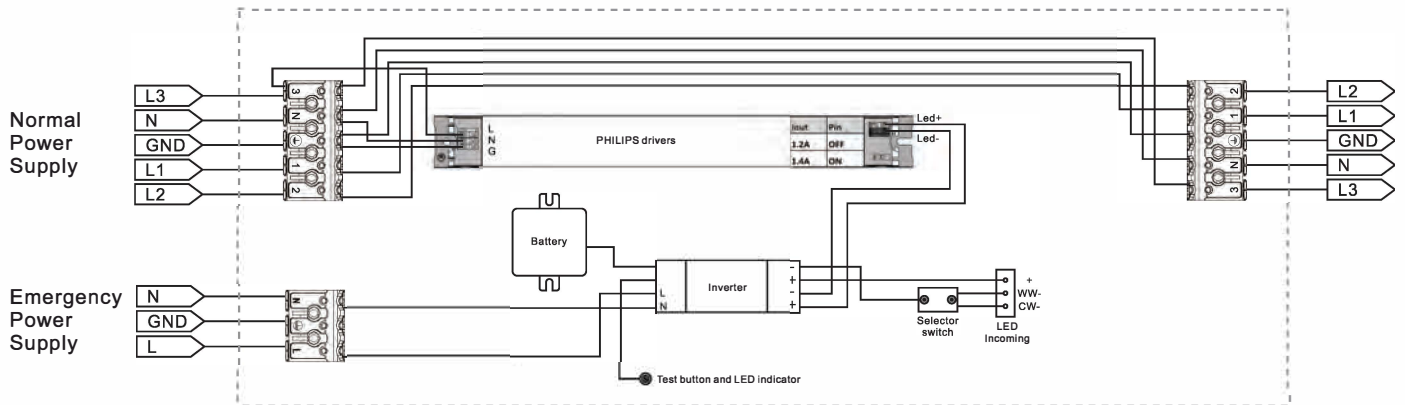 Normal
Power
Supply
L3
N
GND
L1
L2
3
N
1
2
L
N
G
PHILIPS drivers
Iout Pin
1.2A OFF
1.4A ON
Led+
Led-
2
1
N
3
L2
L1
GND
N
L3
Battery
Inverter
L
N
-
+
-
+
Selector
switch
+
WW-
CW-
LED
Incoming
Emergency
Power
Supply
N
GND
L
N
L
Test button and LED indicator